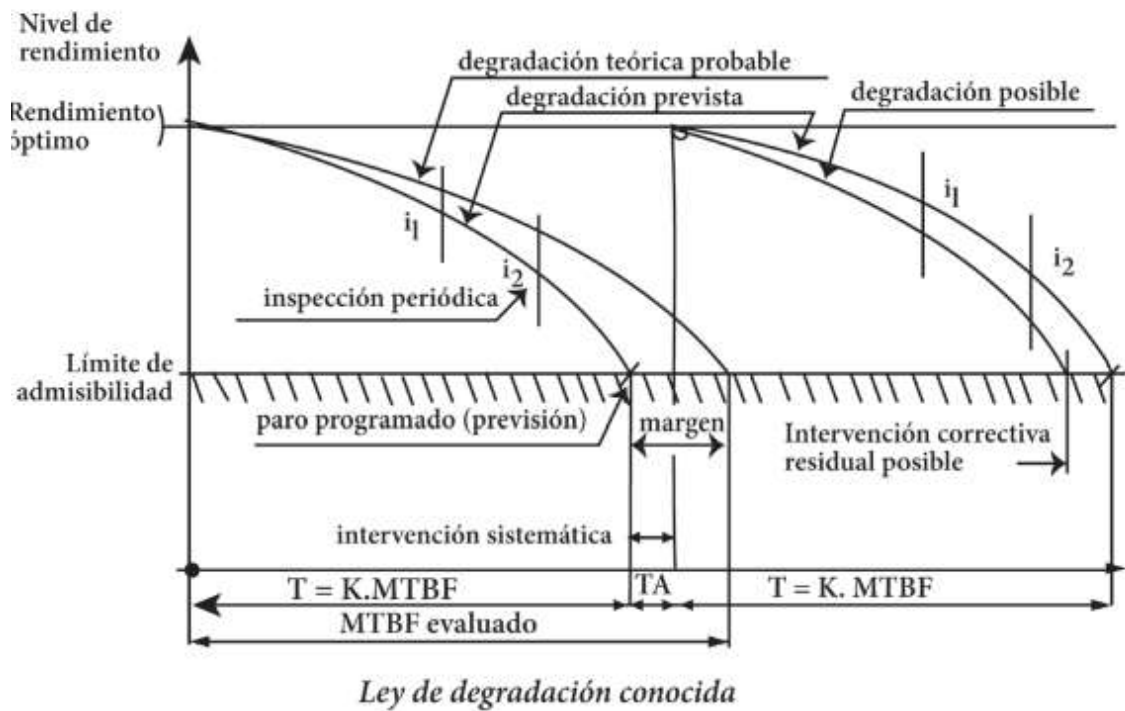 Nivel de
rendimiento
degradación teórica probable
degradación prevista
degradación posible
Rendimiento
óptimo
i1
i2
i1
i2
inspección periódica
Límite de
admisibilidad
paro programado (previsión)
margen
Intervención correctiva
residual posible
intervención sistemática
T = K.MTBF
TA
T = K. MTBF
MTBF evaluado
Ley de degradación conocida